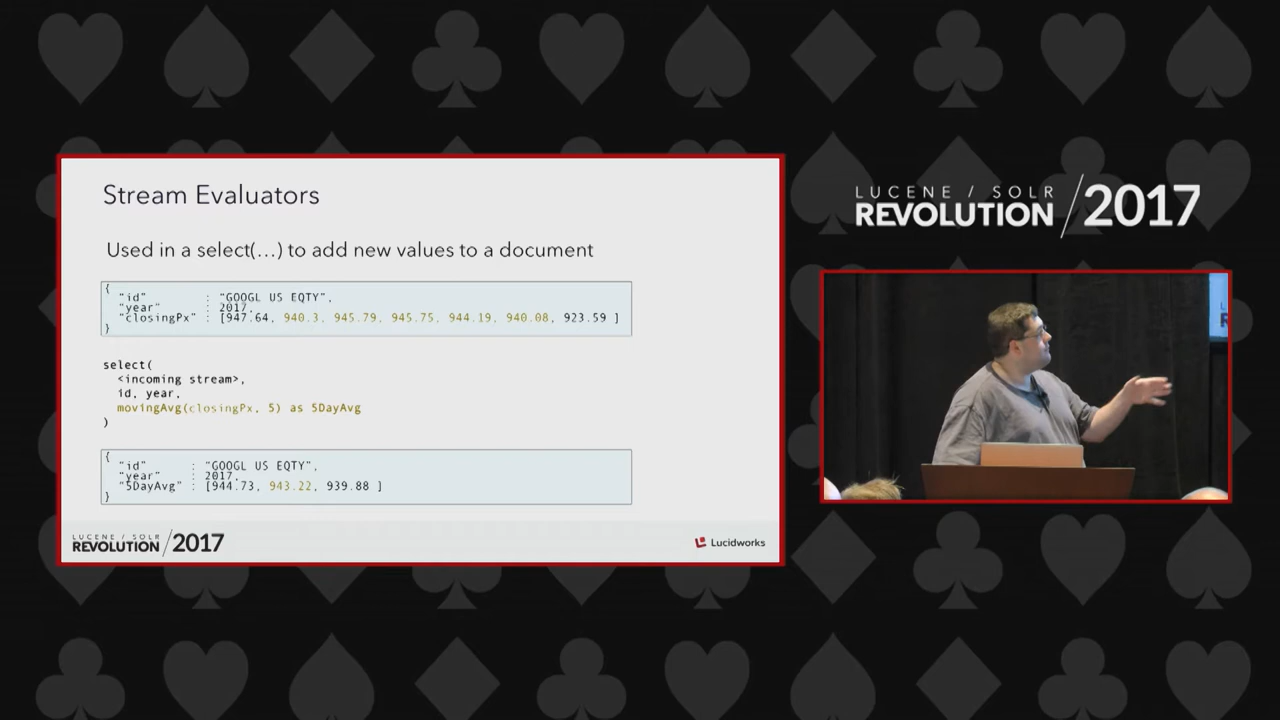 Stream Evaluators
Used in a select(...) to add new values to a document
{
"id" : "GOOGL US EQTY",
"year" : 2017,
"closingPx" : [947.64, 940.3, 945.79, 945.75, 944.19, 940.08, 923.59 ]
}
select(
<incoming stream>,
id, year,
movingAvg(closingPx, 5) as 5DayAvg
)
{
"id" : "GOOGL US EQTY",
"year" : 2017,
"5DayAvg" : [944.73, 943.22, 939.88 ]
}
LUCENE / SOLR
REVOLUTION / 2017
Lucidworks
LUCENE / SOLR
REVOLUTION / 2017